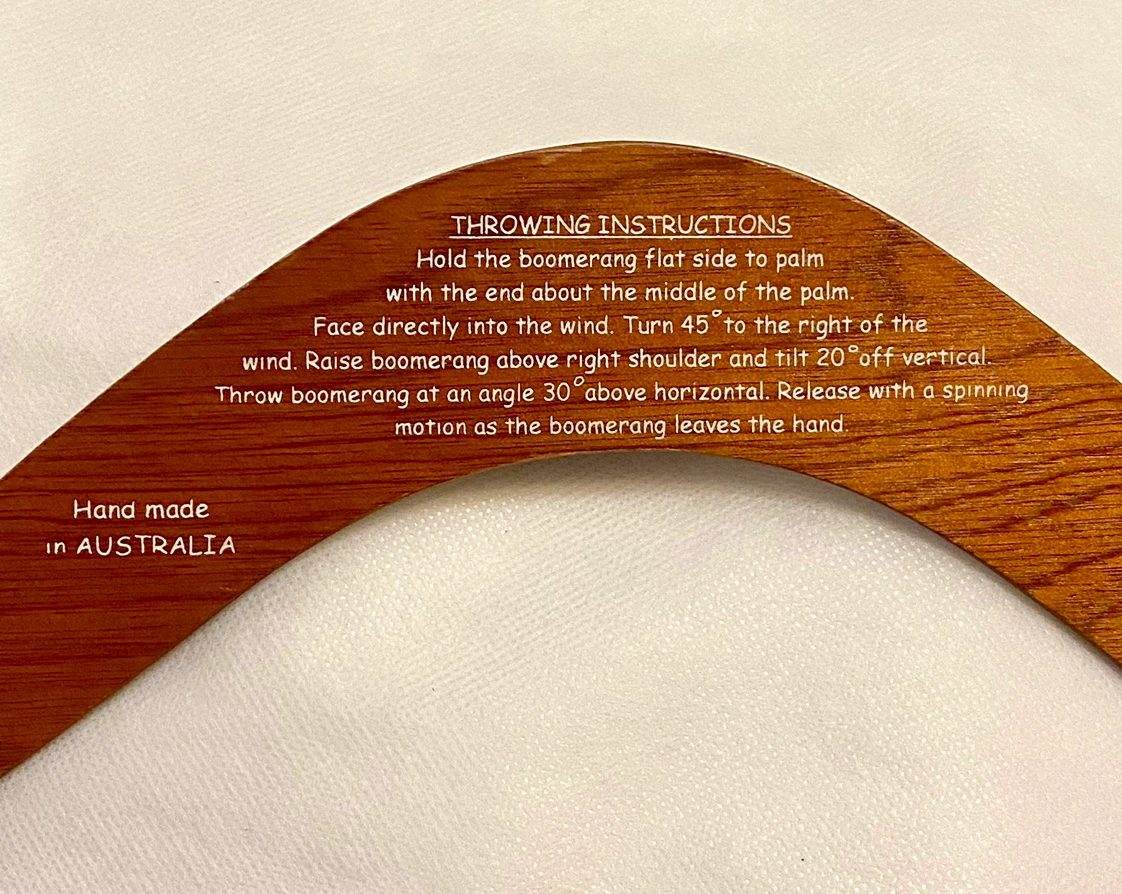 THROWING INSTRUCTIONS
Hold the boomerang flat side to palm
with the end about the middle of the palm.
Face directly into the wind. Turn 45° to the right of the
wind. Raise boomerang above right shoulder and tilt 20° off vertical.
Throw boomerang at an angle 30° above horizontal. Release with a spinning
motion as the boomerang leaves the hand.
Hand made
in AUSTRALIA